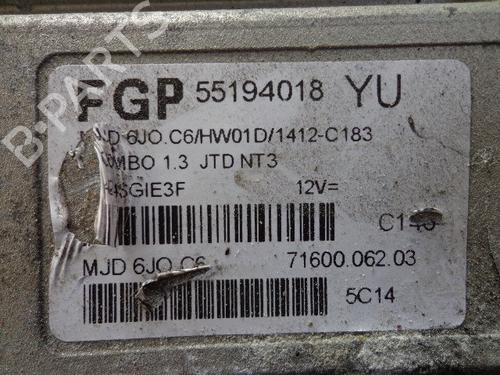 FGP 55194018 YU
MJD 6JO.C6/HW01D/1412-C183
COMBO 1.3 JTD NT3
12V=
MJD 6JO.C6 71600.062.03
5C14
B-PARTS